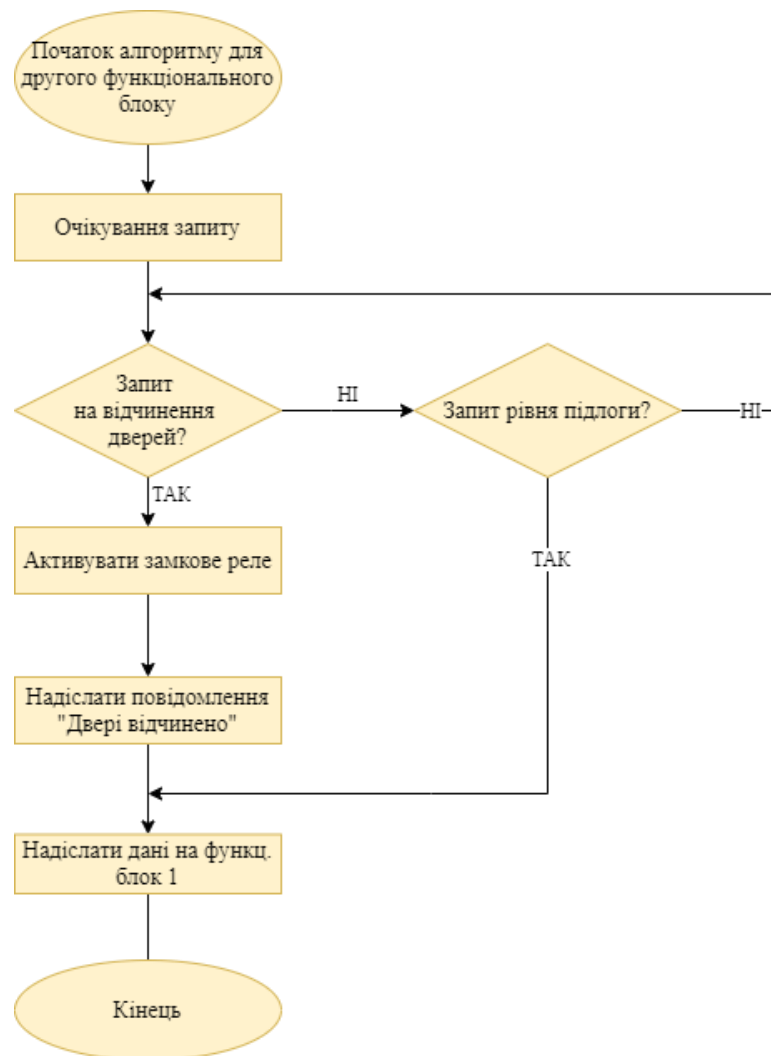 Початок алгоритму для
другого функціонального
блоку
Очікування запиту
Запит
на відчинення
дверей?
НІ
Запит рівня підлоги?
НІ
ТАК
Активувати замкове реле
ТАК
Надіслати повідомлення
"Двері відчинено"
Надіслати дані на функц.
блок 1
Кінець